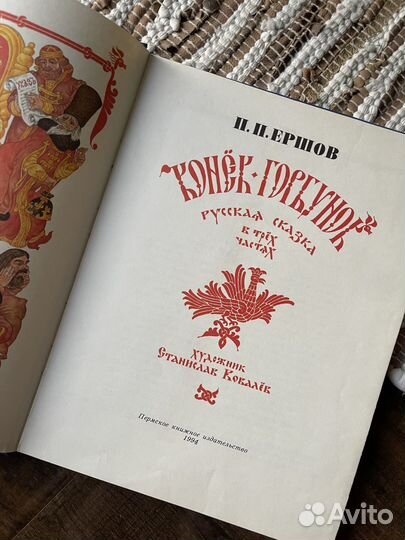 П. П. ЕРШОВ
КОНЁК-ГОРБУНОК
РУССКАЯ СКАЗКА
В ТРЁХ
ЧАСТЯХ
ХУДОЖНИК
СТАНИСЛАВ КОВАЛЁВ
Пермское книжное издательство
1994
Avito